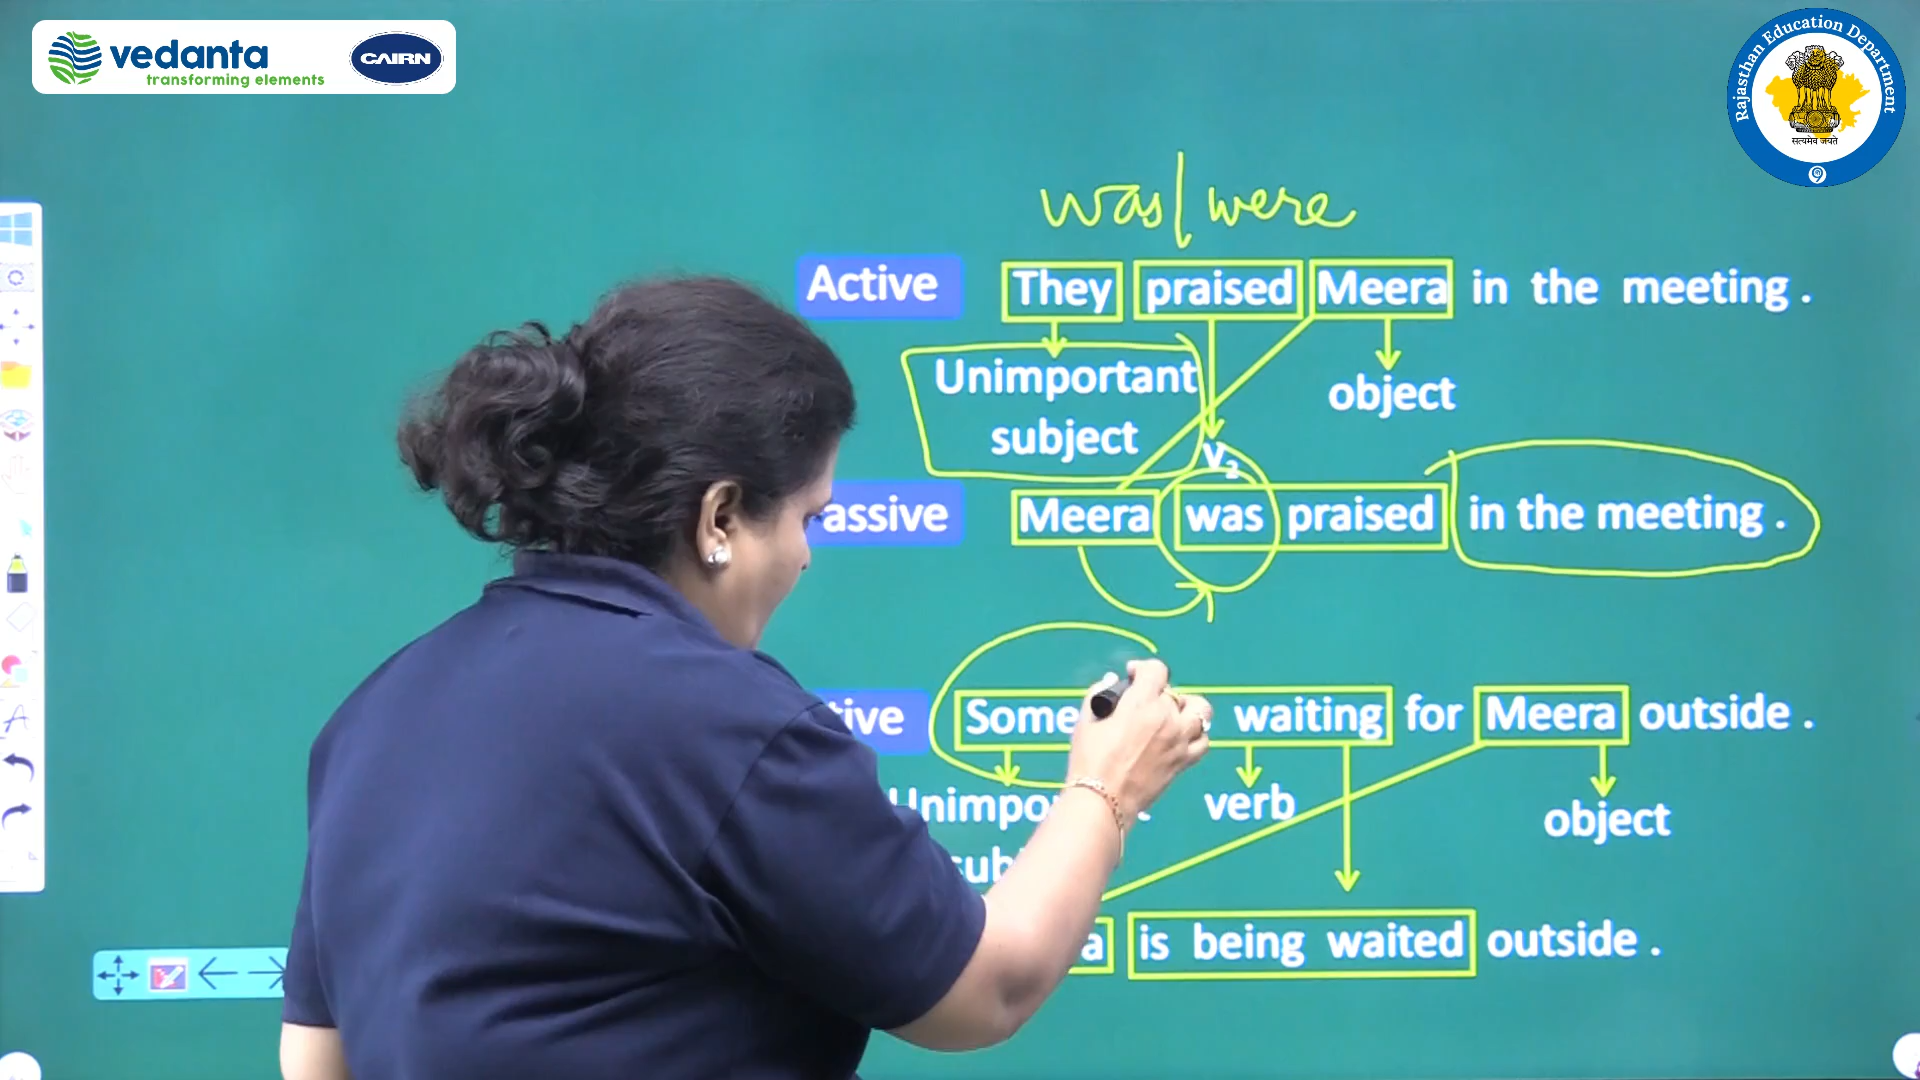 vedanta
transforming elements
CAIRN
Rajasthan Education Department
सत्यमेव जयते
was | were
Active They praised Meera in the meeting .
Unimportant
subject
object
V₂
assive Meera was praised in the meeting .
tive Some waiting for Meera outside .
verb
object
a is being waited outside .